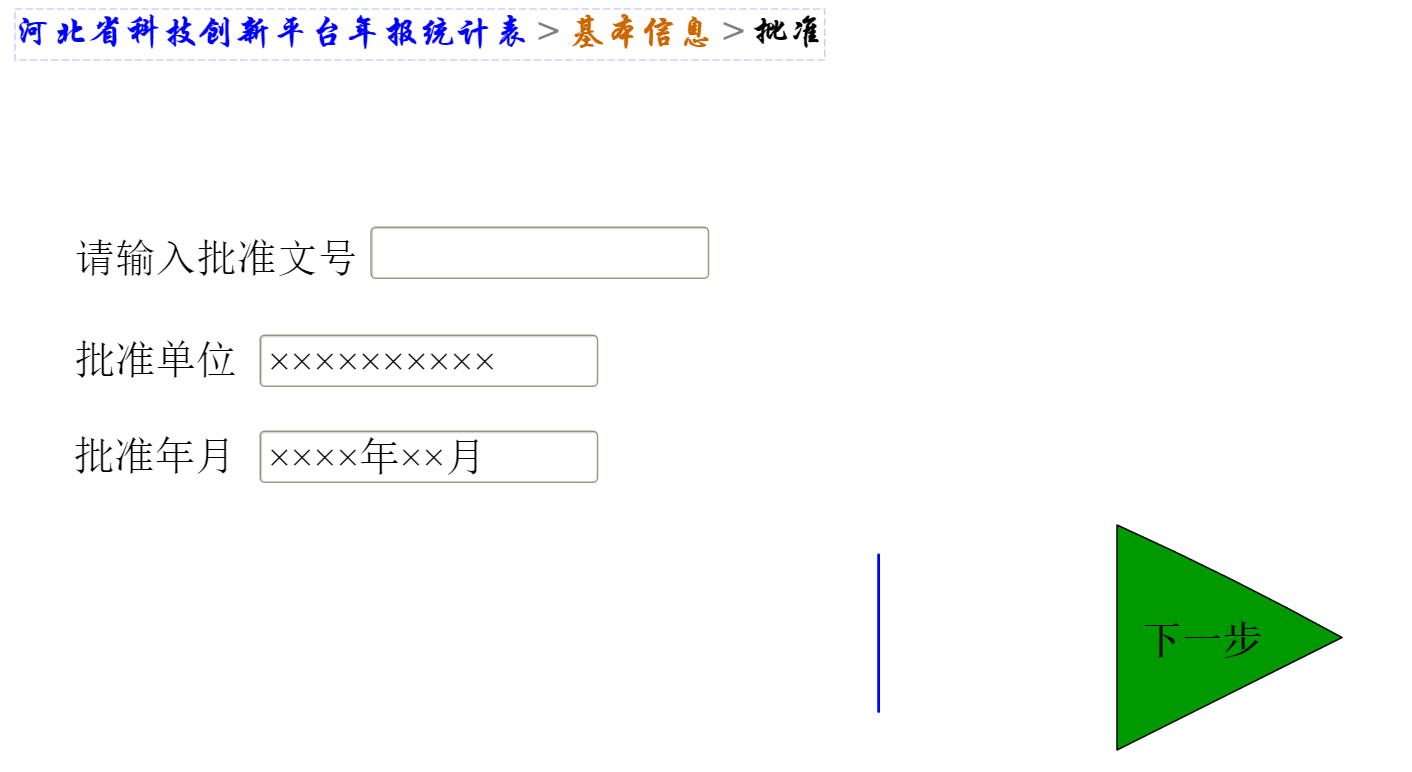 河北省科技创新平台年报统计表 > 基本信息 > 批准
请输入批准文号
批准单位 ××××××××××
批准年月 ××××年××月
下一步